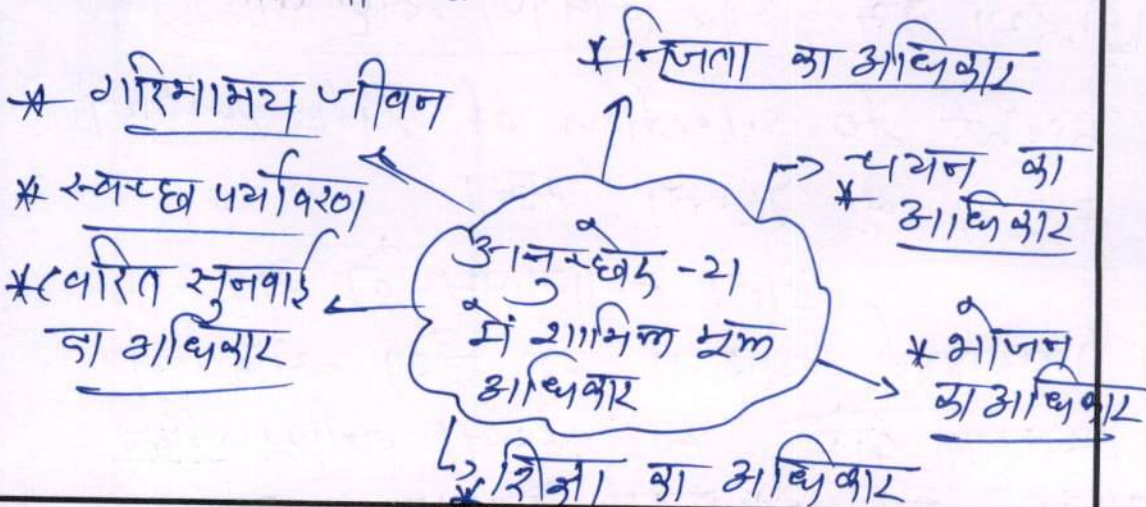 * निजता का अधिकार
* गरिमामय जीवन
* स्वच्छ पर्यावरण
* त्वरित सुनवाई
का अधिकार
* चयन का
अधिकार
अनुच्छेद -21
में शामिल मूल
अधिकार
* भोजन
का अधिकार
* शिक्षा का अधिकार